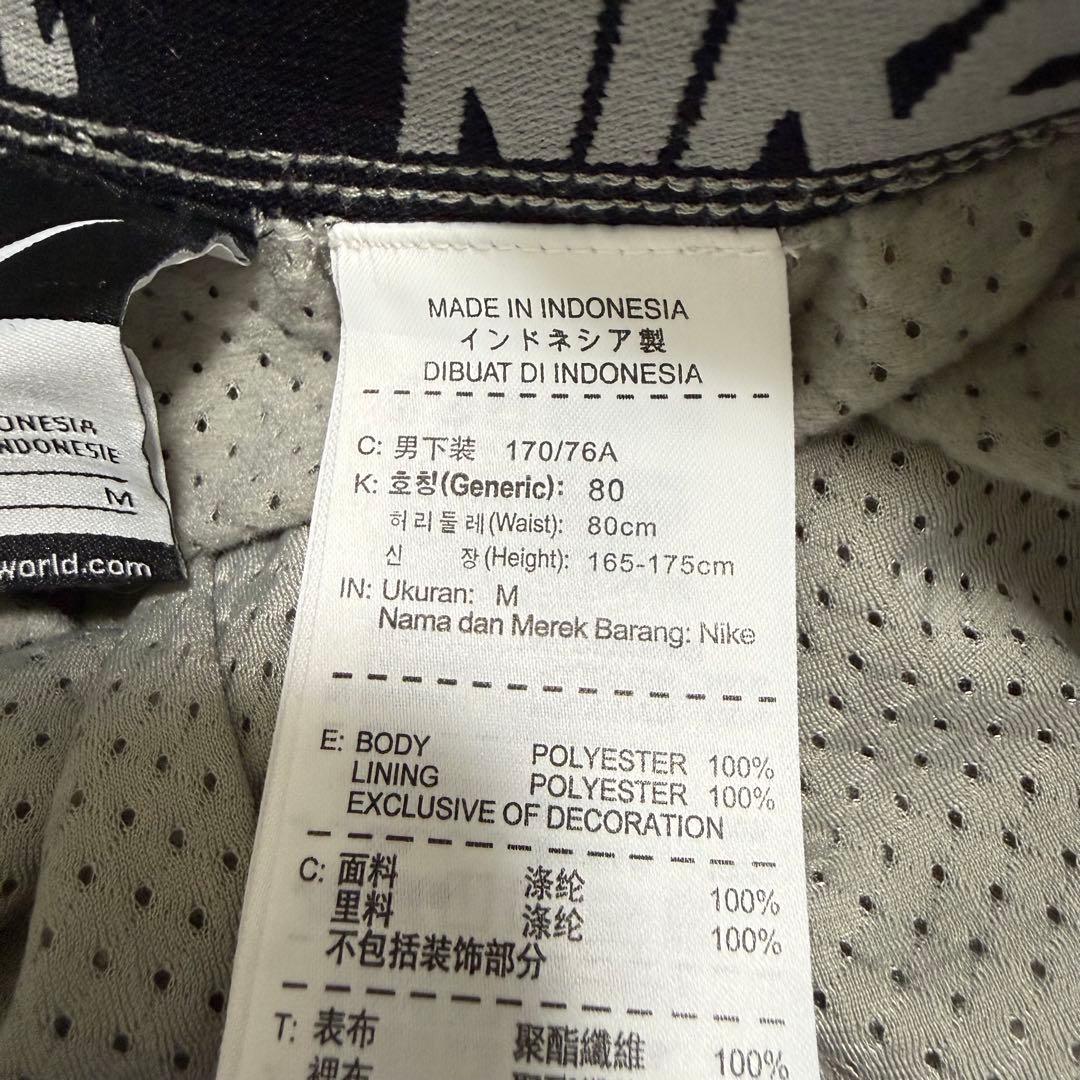 MADE IN INDONESIA
インドネシア製
DIBUAT DI INDONESIA
C: 男下装 170/76A
K: 호칭(Generic): 80
허리둘레(Waist): 80cm
신 장(Height): 165-175cm
IN: Ukuran: M
Nama dan Merek Barang: Nike
E: BODY POLYESTER 100%
LINING POLYESTER 100%
EXCLUSIVE OF DECORATION
C: 面料 涤纶 100%
里料 涤纶 100%
不包括装饰部分
T: 表布 聚酯纖維 100%
ONESIA
NDONESIE
M
world.com